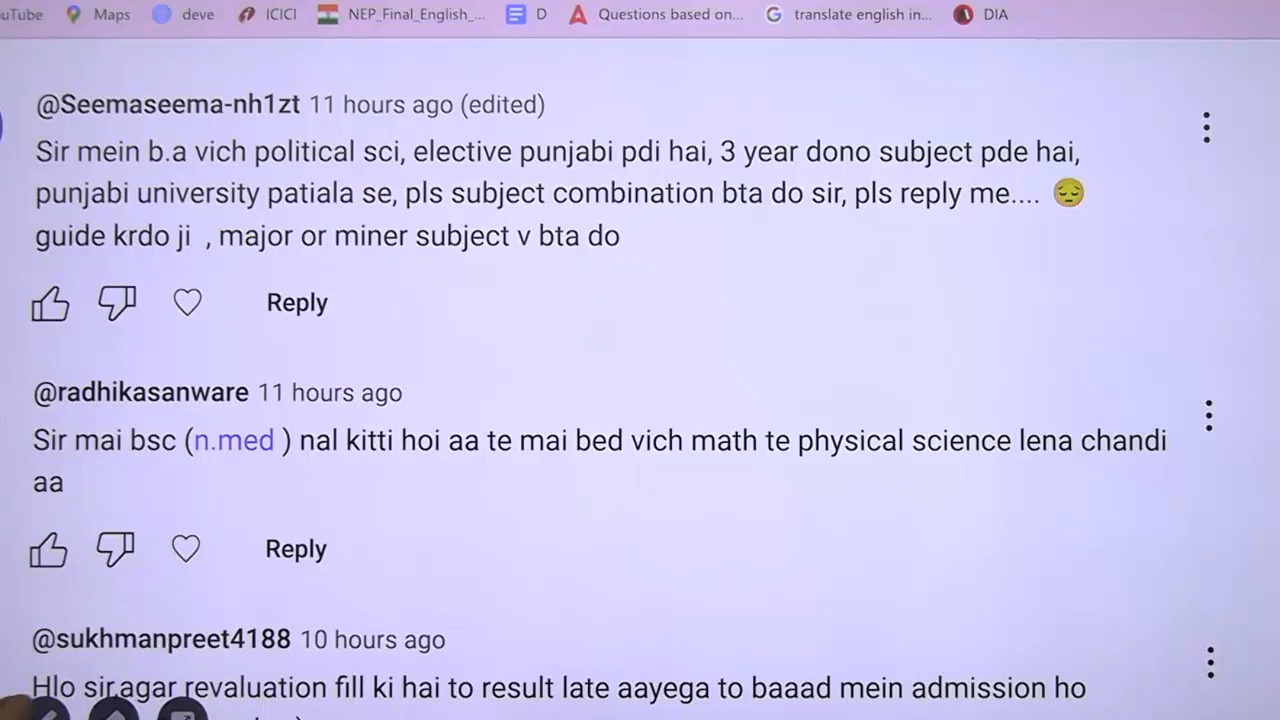 Maps deve ICICI NEP_Final_English_... D Questions based on... translate english in... DIA
@Seemaseema-nh1zt 11 hours ago (edited)
Sir mein b.a vich political sci, elective punjabi pdi hai, 3 year dono subject pde hai,
punjabi university patiala se, pls subject combination bta do sir, pls reply me.... 😔
guide krdo ji , major or miner subject v bta do
Reply
@radhikasanware 11 hours ago
Sir mai bsc (n.med ) nal kitti hoi aa te mai bed vich math te physical science lena chandi
aa
Reply
@sukhmanpreet4188 10 hours ago
Hlo sir,agar revaluation fill ki hai to result late aayega to baaad mein admission ho